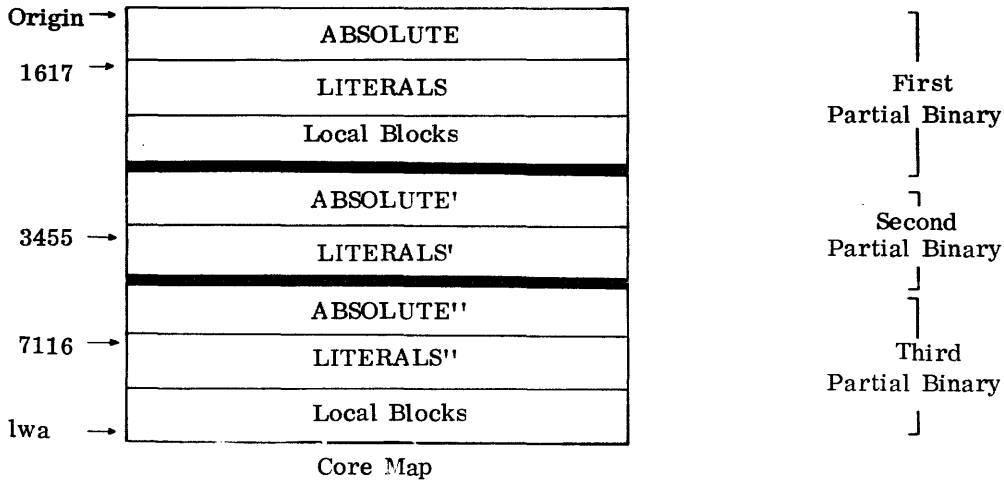 Origin
ABSOLUTE
1617
LITERALS
Local Blocks
First
Partial Binary
ABSOLUTE'
3455
LITERALS'
Second
Partial Binary
ABSOLUTE''
7116
LITERALS''
Third
Partial Binary
Local Blocks
lwa
Core Map